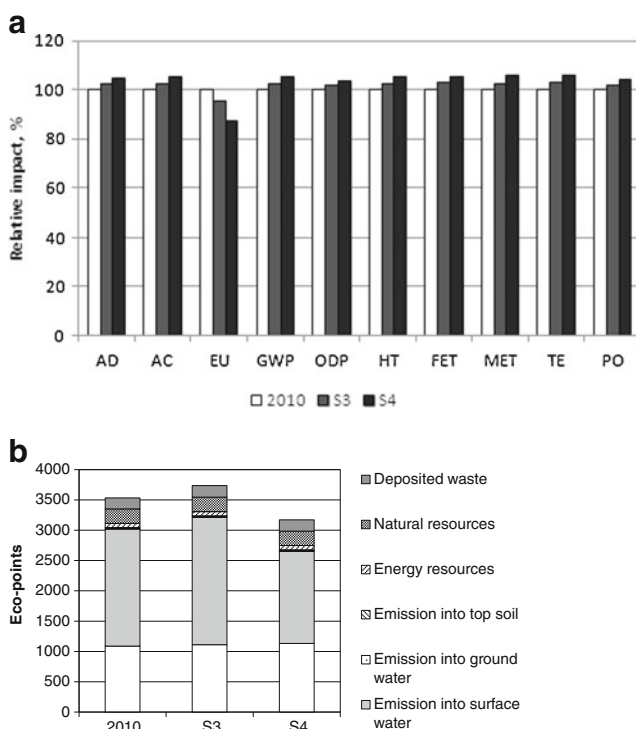 a
120
100
80
60
40
20
0
Relative impact, %
AD AC EU GWP ODP HT FET MET TE PO
2010 S3 S4
b
4000
3500
3000
2500
2000
1500
1000
500
0
Eco-points
2010 S3 S4
Deposited waste
Natural resources
Energy resources
Emission into top soil
Emission into ground
water
Emission into surface
water